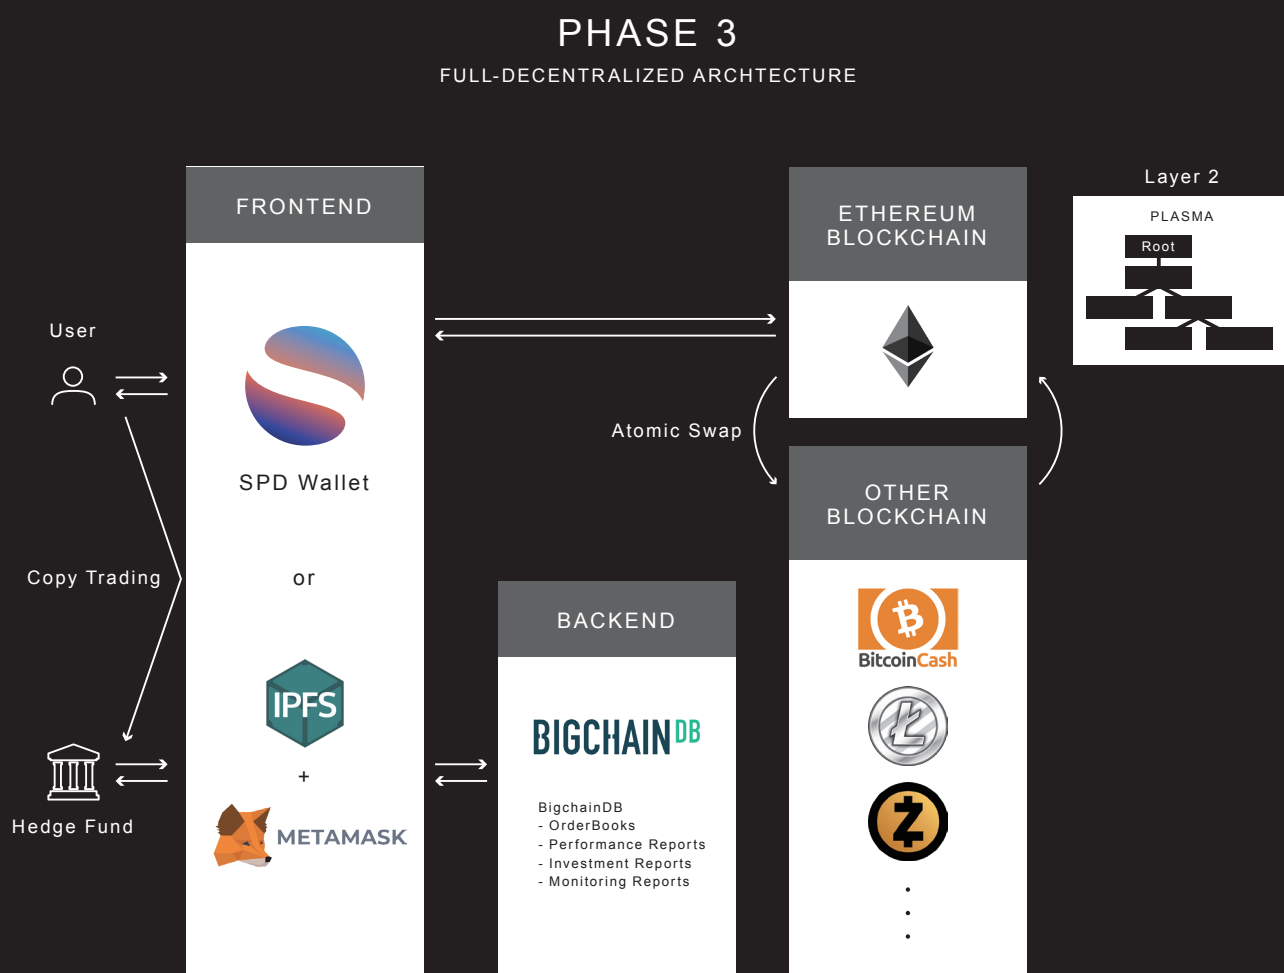 PHASE 3
FULL-DECENTRALIZED ARCHTECTURE
FRONTEND
SPD Wallet
or
IPFS
+
METAMASK
User
Copy Trading
Hedge Fund
BACKEND
BIGCHAINDB
BigchainDB
- OrderBooks
- Performance Reports
- Investment Reports
- Monitoring Reports
ETHEREUM
BLOCKCHAIN
Atomic Swap
OTHER
BLOCKCHAIN
BitcoinCash
Layer 2
PLASMA
Root